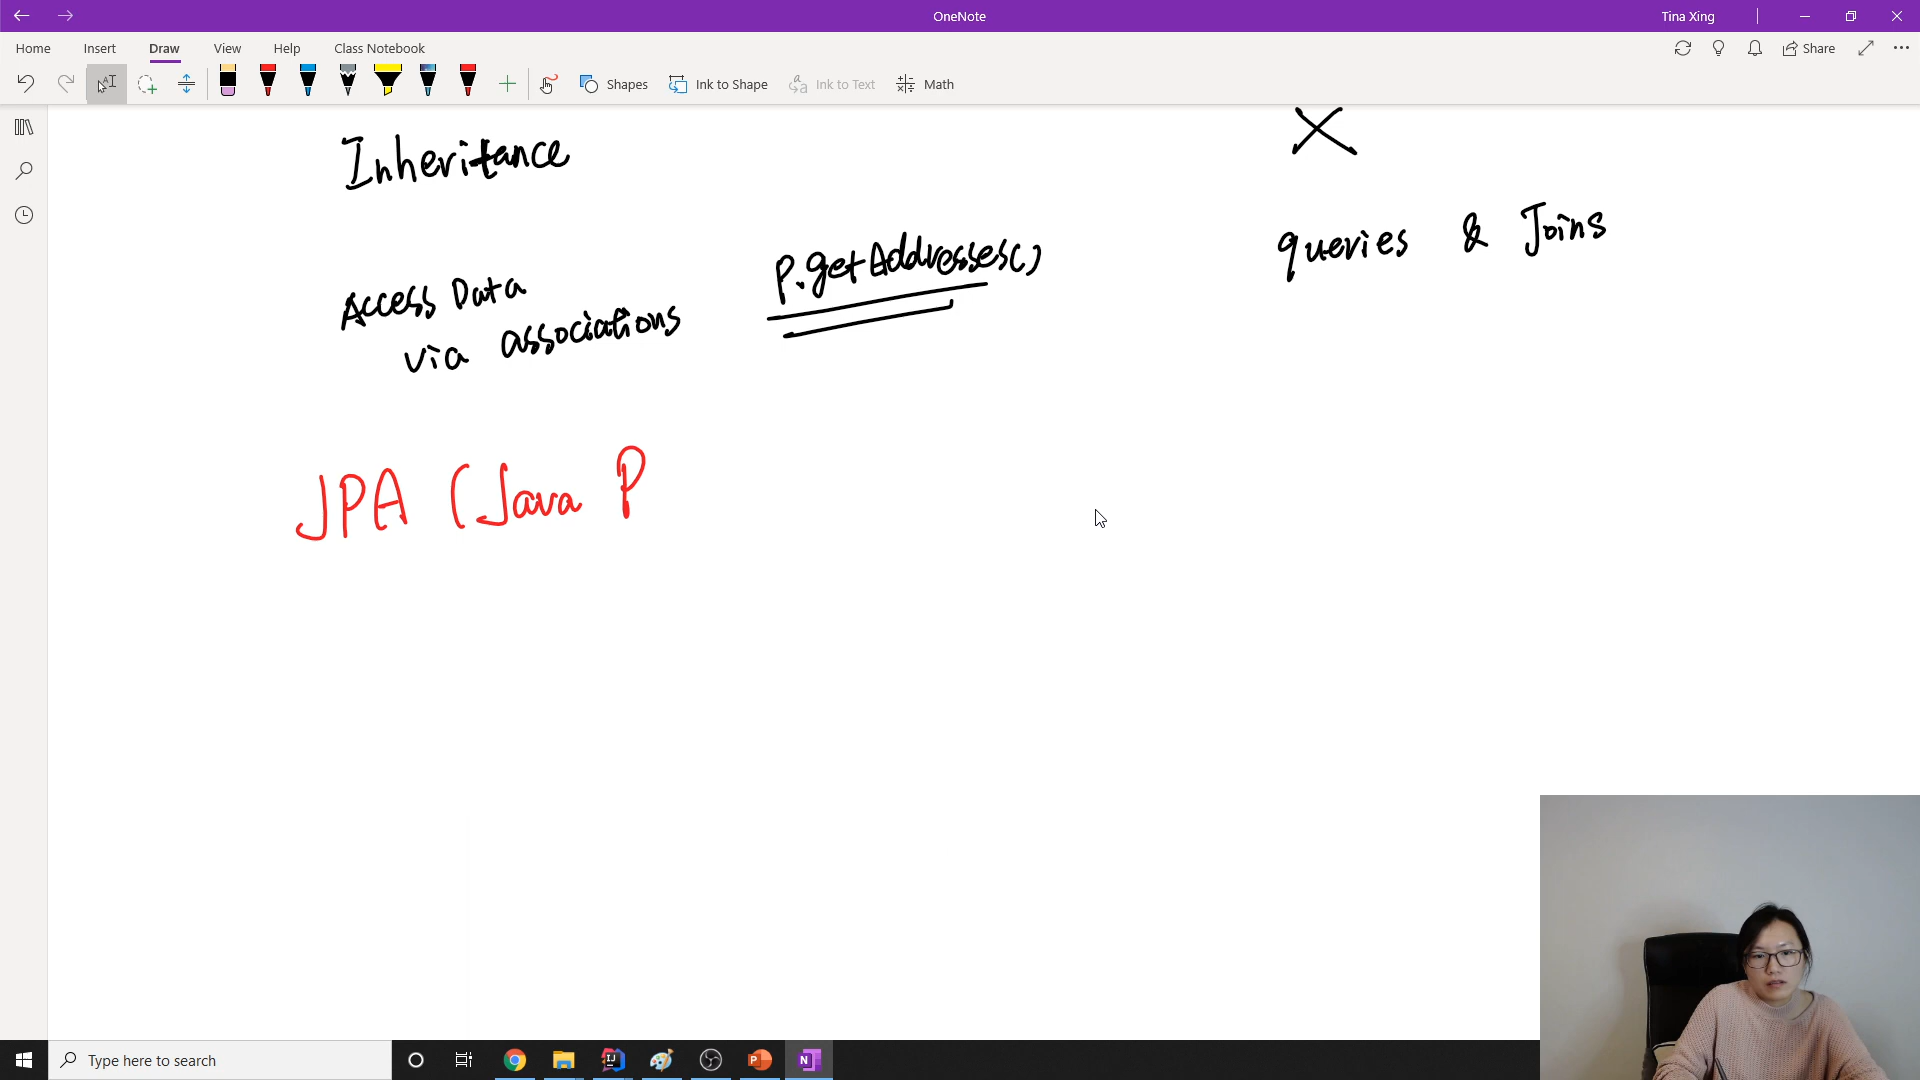 OneNote
Tina Xing
Home Insert Draw View Help Class Notebook
Share
Shapes Ink to Shape Ink to Text Math
Inheritance X
Access Data P.getAddresses() queries & Joins
via associations
JPA (Java P
Type here to search